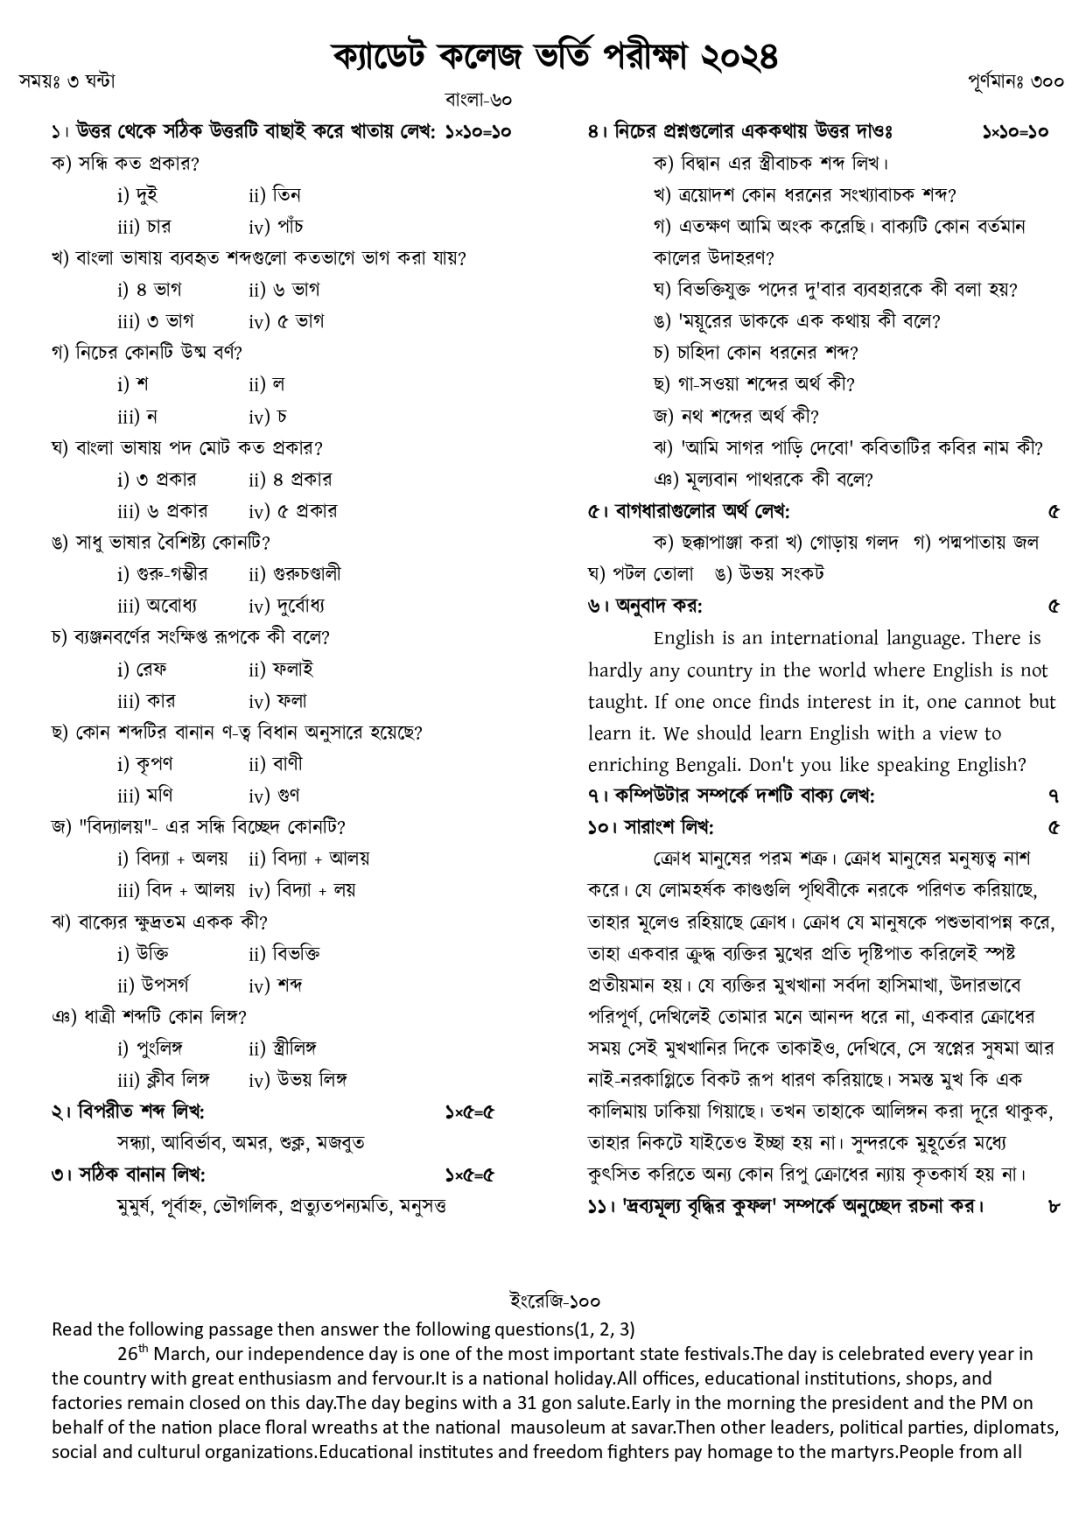 ক্যাডেট কলেজ ভর্তি পরীক্ষা ২০২৪
সময়ঃ ৩ ঘন্টা
পূর্ণমানঃ ৩০০
বাংলা-৬০
১। উত্তর থেকে সঠিক উত্তরটি বাছাই করে খাতায় লেখ: ১×১০=১০
ক) সন্ধি কত প্রকার?
i) দুই ii) তিন
iii) চার iv) পাঁচ
খ) বাংলা ভাষায় ব্যবহৃত শব্দগুলো কতভাগে ভাগ করা যায়?
i) ৪ ভাগ ii) ৬ ভাগ
iii) ৩ ভাগ iv) ৫ ভাগ
গ) নিচের কোনটি উষ্ম বর্ণ?
i) শ ii) ল
iii) ন iv) চ
ঘ) বাংলা ভাষায় পদ মোট কত প্রকার?
i) ৩ প্রকার ii) ৪ প্রকার
iii) ৬ প্রকার iv) ৫ প্রকার
ঙ) সাধু ভাষার বৈশিষ্ট্য কোনটি?
i) গুরু-গম্ভীর ii) গুরুচণ্ডালী
iii) অবোধ্য iv) দুর্বোধ্য
চ) ব্যঞ্জনবর্ণের সংক্ষিপ্ত রূপকে কী বলে?
i) রেফ ii) ফলাই
iii) কার iv) ফলা
ছ) কোন শব্দটির বানান ণ-ত্ব বিধান অনুসারে হয়েছে?
i) কৃপণ ii) বাণী
iii) মণি iv) গুণ
জ) "বিদ্যালয়"- এর সন্ধি বিচ্ছেদ কোনটি?
i) বিদ্যা + অলয় ii) বিদ্যা + আলয়
iii) বিদ + আলয় iv) বিদ্যা + লয়
ঝ) বাক্যের ক্ষুদ্রতম একক কী?
i) উক্তি ii) বিভক্তি
ii) উপসর্গ iv) শব্দ
ঞ) ধাত্রী শব্দটি কোন লিঙ্গ?
i) পুংলিঙ্গ ii) স্ত্রীলিঙ্গ
iii) ক্লীব লিঙ্গ iv) উভয় লিঙ্গ
২। বিপরীত শব্দ লিখ: ১×৫=৫
সন্ধ্যা, আবির্ভাব, অমর, শুক্ল, মজবুত
৩। সঠিক বানান লিখ: ১×৫=৫
মুমুর্ষ, পূর্বাহ্ন, ভৌগলিক, প্রত্যুতপন্যমতি, মনুসত্ত
৪। নিচের প্রশ্নগুলোর এককথায় উত্তর দাওঃ ১×১০=১০
ক) বিদ্বান এর স্ত্রীবাচক শব্দ লিখ।
খ) ত্রয়োদশ কোন ধরনের সংখ্যাবাচক শব্দ?
গ) এতক্ষণ আমি অংক করেছি। বাক্যটি কোন বর্তমান
কালের উদাহরণ?
ঘ) বিভক্তিযুক্ত পদের দু'বার ব্যবহারকে কী বলা হয়?
ঙ) 'ময়ূরের ডাককে এক কথায় কী বলে?
চ) চাহিদা কোন ধরনের শব্দ?
ছ) গা-সওয়া শব্দের অর্থ কী?
জ) নথ শব্দের অর্থ কী?
ঝ) 'আমি সাগর পাড়ি দেবো' কবিতাটির কবির নাম কী?
ঞ) মূল্যবান পাথরকে কী বলে?
৫। বাগধারাগুলোর অর্থ লেখ: ৫
ক) ছক্কাপাঞ্জা করা খ) গোড়ায় গলদ গ) পদ্মপাতায় জল
ঘ) পটল তোলা ঙ) উভয় সংকট
৬। অনুবাদ কর: ৫
English is an international language. There is
hardly any country in the world where English is not
taught. If one once finds interest in it, one cannot but
learn it. We should learn English with a view to
enriching Bengali. Don't you like speaking English?
৭। কম্পিউটার সম্পর্কে দশটি বাক্য লেখ: ৭
১০। সারাংশ লিখ: ৫
ক্রোধ মানুষের পরম শত্রু। ক্রোধ মানুষের মনুষ্যত্ব নাশ
করে। যে লোমহর্ষক কাণ্ডগুলি পৃথিবীকে নরকে পরিণত করিয়াছে,
তাহার মূলেও রহিয়াছে ক্রোধ। ক্রোধ যে মানুষকে পশুভাবাপন্ন করে,
তাহা একবার ক্রুদ্ধ ব্যক্তির মুখের প্রতি দৃষ্টিপাত করিলেই স্পষ্ট
প্রতীয়মান হয়। যে ব্যক্তির মুখখানা সর্বদা হাসিমাখা, উদারভাবে
পরিপূর্ণ, দেখিলেই তোমার মনে আনন্দ ধরে না, একবার ক্রোধের
সময় সেই মুখখানির দিকে তাকাইও, দেখিবে, সে স্বপ্নের সুষমা আর
নাই-নরকাগ্নিতে বিকট রূপ ধারণ করিয়াছে। সমস্ত মুখ কি এক
কালিমায় ঢাকিয়া গিয়াছে। তখন তাহাকে আলিঙ্গন করা দূরে থাকুক,
তাহার নিকটে যাইতেও ইচ্ছা হয় না। সুন্দরকে মুহূর্তের মধ্যে
কুৎসিত করিতে অন্য কোন রিপু ক্রোধের ন্যায় কৃতকার্য হয় না।
১১। 'দ্রব্যমূল্য বৃদ্ধির কুফল' সম্পর্কে অনুচ্ছেদ রচনা কর। ৮
ইংরেজি-১০০
Read the following passage then answer the following questions(1, 2, 3)
26th March, our independence day is one of the most important state festivals.The day is celebrated every year in
the country with great enthusiasm and fervour.It is a national holiday.All offices, educational institutions, shops, and
factories remain closed on this day.The day begins with a 31 gon salute.Early in the morning the president and the PM on
behalf of the nation place floral wreaths at the national mausoleum at savar.Then other leaders, political parties, diplomats,
social and culturul organizations.Educational institutes and freedom fighters pay homage to the martyrs.People from all